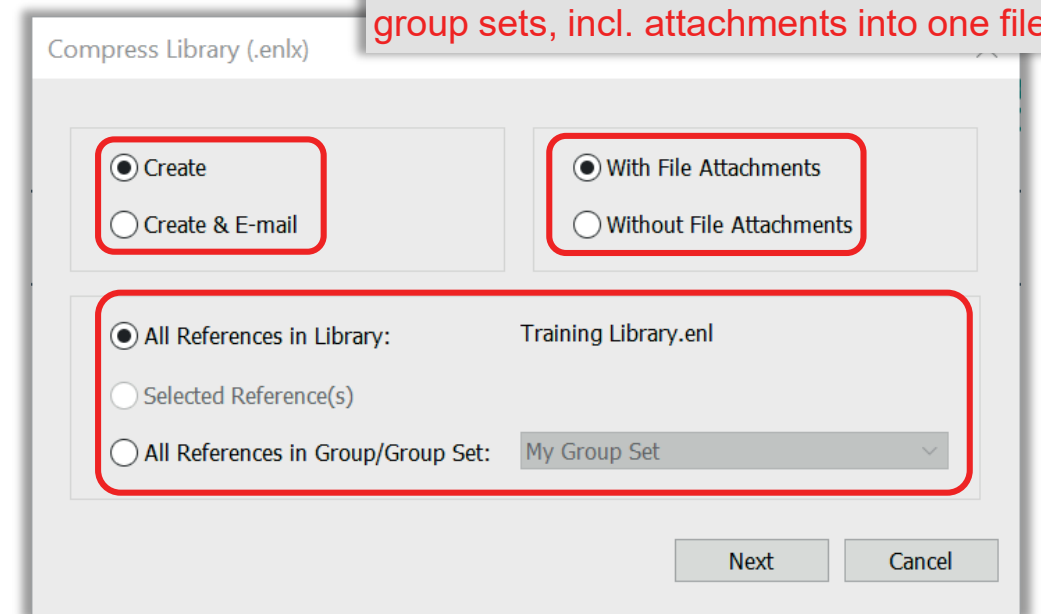 group sets, incl. attachments into one file
Compress Library (.enlx)
Create
With File Attachments
Create & E-mail
Without File Attachments
All References in Library: Training Library.enl
Selected Reference(s)
All References in Group/Group Set: My Group Set
Next Cancel